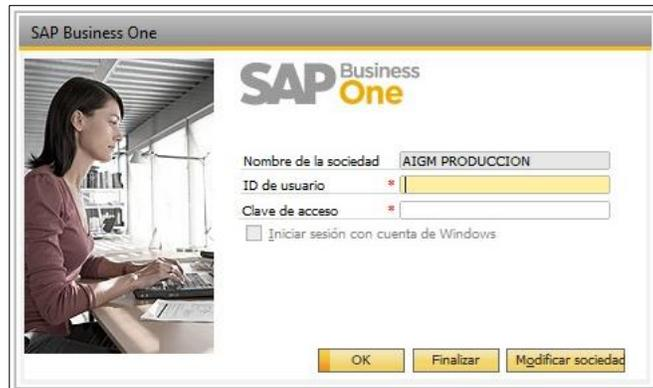 SAP Business One
SAP Business One
Nombre de la sociedad AIGM PRODUCCION
ID de usuario *
Clave de acceso *
Iniciar sesión con cuenta de Windows
OK Finalizar Modificar sociedad